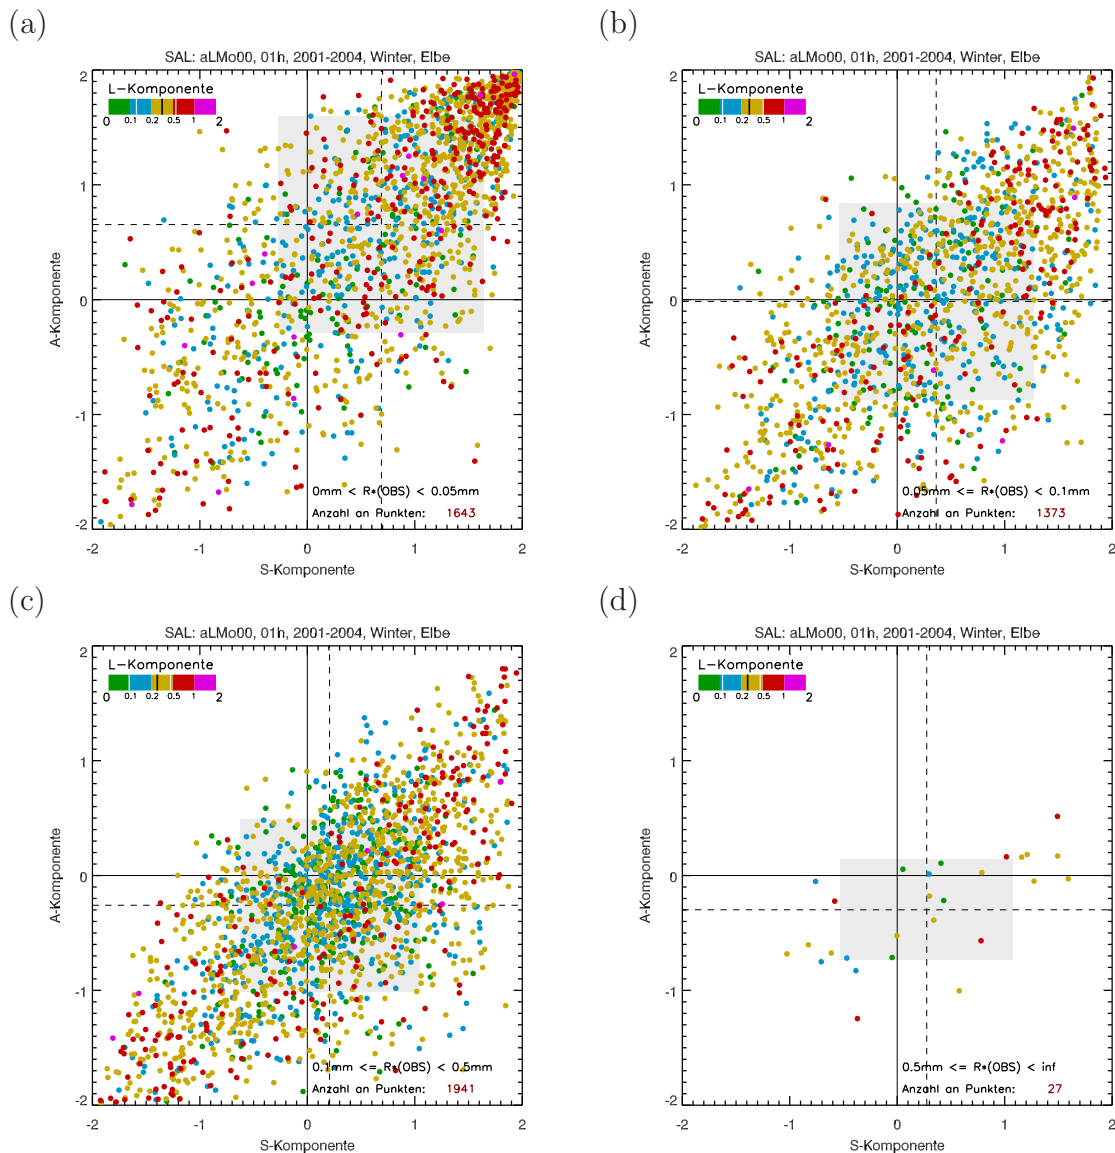 (a)
SAL: aLMo00, 01h, 2001-2004, Winter, Elbe
L-Komponente
0 0.1 0.2 0.5 1 2
2
1
0
-1
-2
A-Komponente
0mm < R*(OBS) < 0.05mm
Anzahl an Punkten: 1643
-2 -1 0 1 2
S-Komponente
(b)
SAL: aLMo00, 01h, 2001-2004, Winter, Elbe
L-Komponente
0 0.1 0.2 0.5 1 2
2
1
0
-1
-2
A-Komponente
0.05mm <= R*(OBS) < 0.1mm
Anzahl an Punkten: 1373
-2 -1 0 1 2
S-Komponente
(c)
SAL: aLMo00, 01h, 2001-2004, Winter, Elbe
L-Komponente
0 0.1 0.2 0.5 1 2
2
1
0
-1
-2
A-Komponente
0.1mm <= R*(OBS) < 0.5mm
Anzahl an Punkten: 1941
-2 -1 0 1 2
S-Komponente
(d)
SAL: aLMo00, 01h, 2001-2004, Winter, Elbe
L-Komponente
0 0.1 0.2 0.5 1 2
2
1
0
-1
-2
A-Komponente
0.5mm <= R*(OBS) < inf
Anzahl an Punkten: 27
-2 -1 0 1 2
S-Komponente